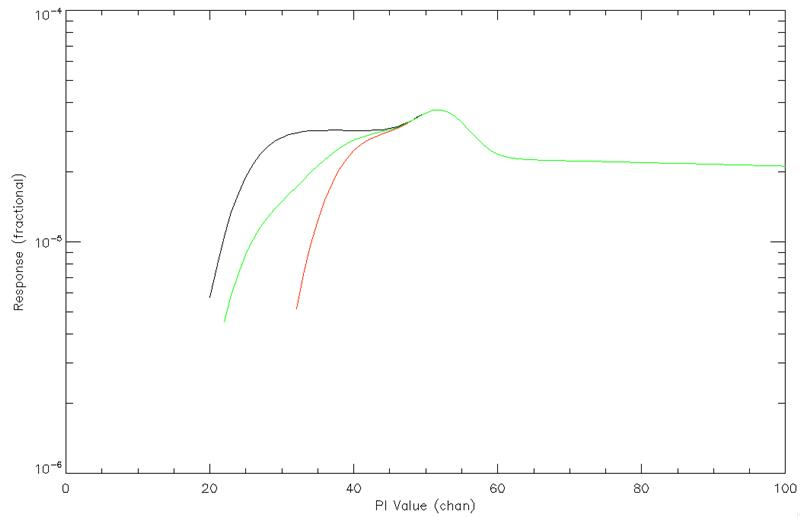 10⁻⁴
10⁻⁵
10⁻⁶
Response (fractional)
0 20 40 60 80 100
PI Value (chan)